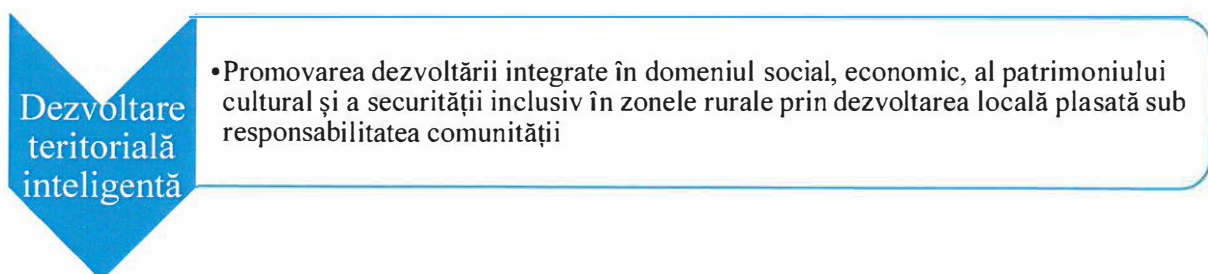 Dezvoltare
teritorială
inteligentă
•Promovarea dezvoltării integrate în domeniul social, economic, al patrimoniului
cultural și a securității inclusiv în zonele rurale prin dezvoltarea locală plasată sub
responsabilitatea comunității